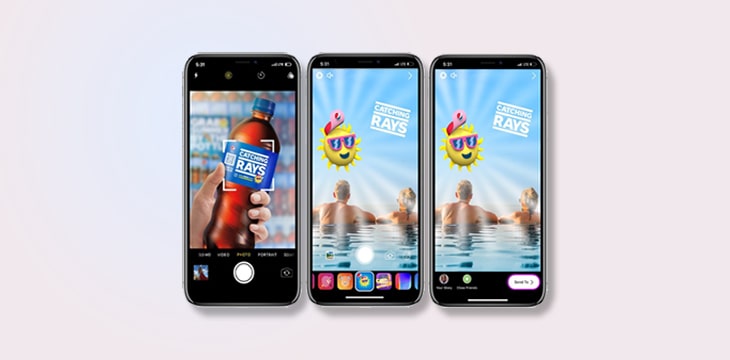 5:31
CATCHING
RAYS
VIDEO
PHOTO
PORTRAIT
5:31
CATCHING
RAYS
5:31
CATCHING
RAYS
Your Story
Close Friends
Send To